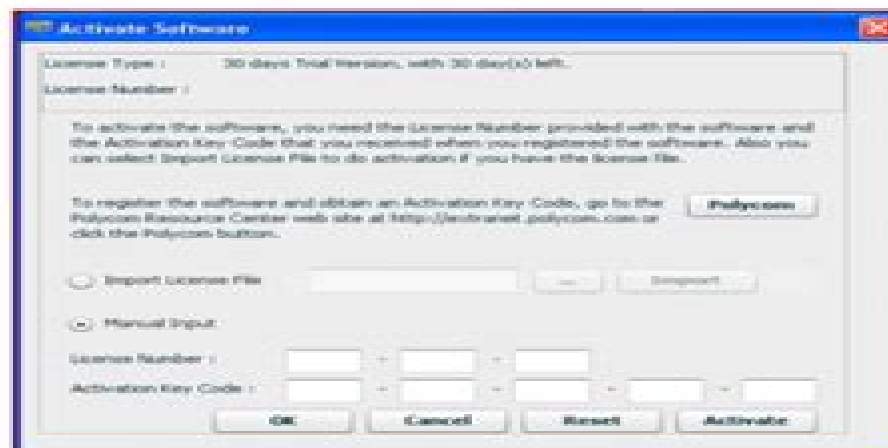 Activate Software
License Type : 30 days Trial Version, with 30 day(s) left.
License Number :
To activate the software, you need the License Number provided with the software and
the Activation Key Code that you received when you registered the software. Also you
can select Import License File to do activation if you have the license file.
To register the software and obtain an Activation Key Code, go to the
Polycom Resource Center web site at http://extranet.polycom.com or
click the Polycom button.
Polycom
Import License File ... Import
Manual Input
License Number : - -
Activation Key Code : - - - -
OK Cancel Reset Activate